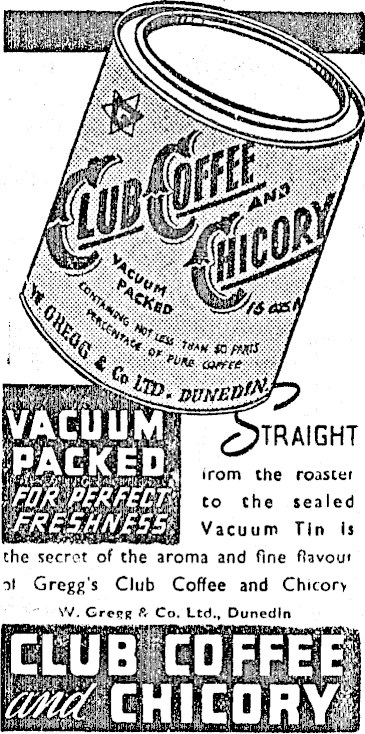 G
CLUB COFFEE
AND
CHICORY
VACUUM
PACKED
15 OZS.N
CONTAINING NOT LESS THAN 50 PARTS
PERCENTAGE OF PURE COFFEE
W. GREGG & Co LTD. DUNEDIN.
VACUUM
PACKED
FOR PERFECT
FRESHNESS
STRAIGHT
from the roaster
to the sealed
Vacuum Tin is
the secret of the aroma and fine flavour
of Gregg's Club Coffee and Chicory
W. Gregg & Co. Ltd., Dunedin
CLUB COFFEE
and CHICORY